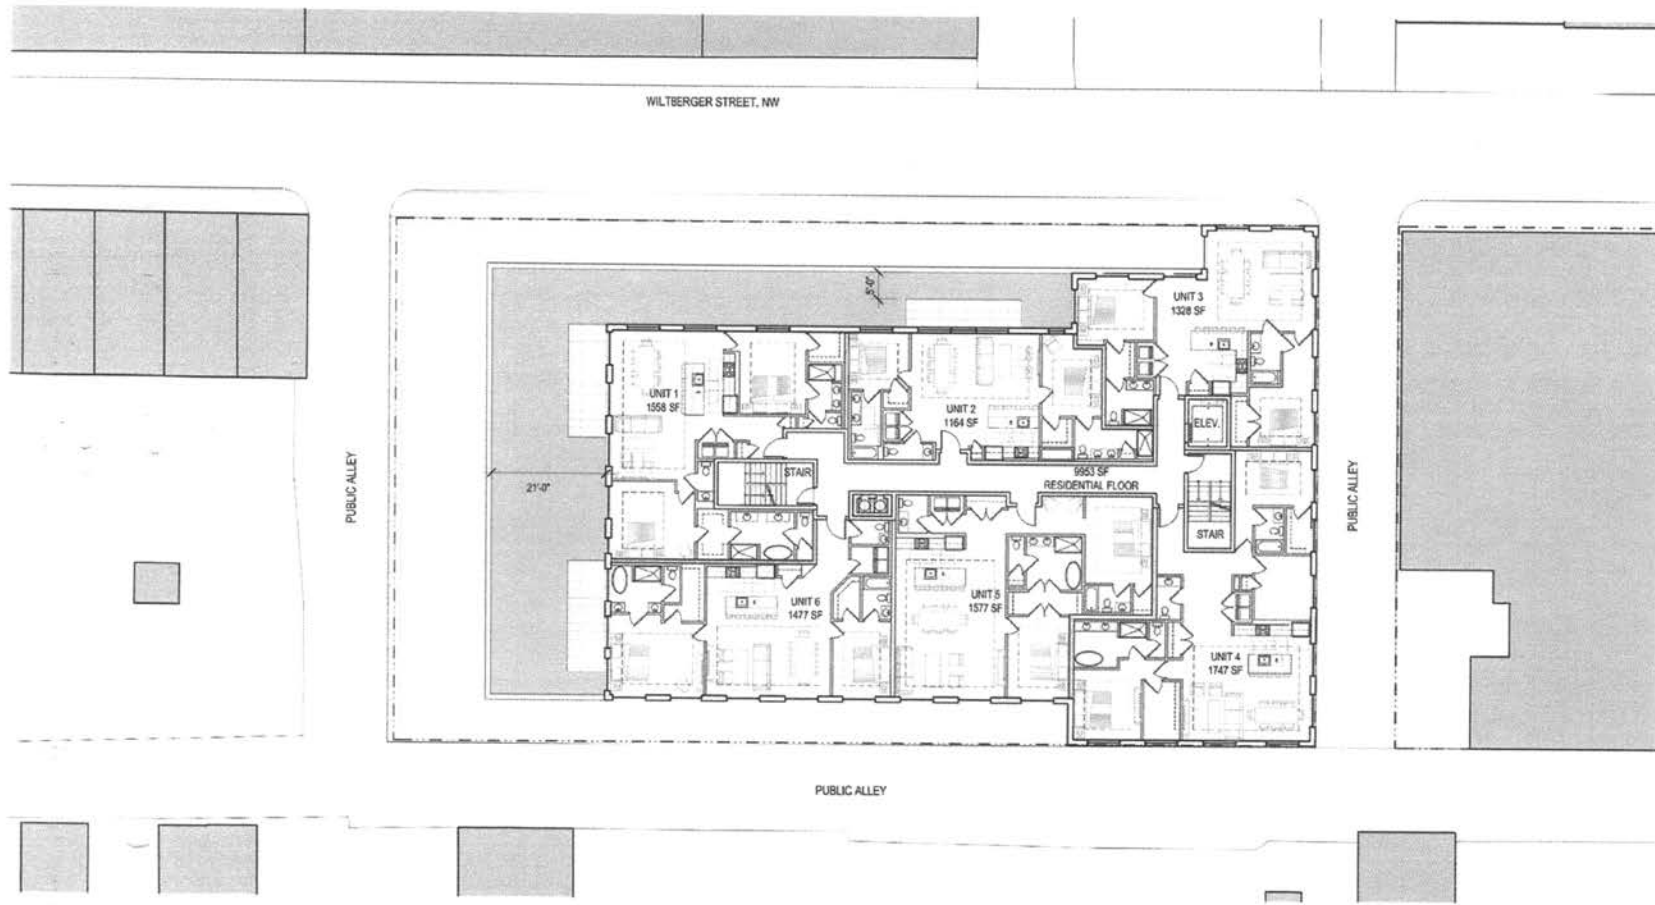 WILTBERGER STREET, NW
5'-0"
UNIT 3
1328 SF
UNIT 1
1558 SF
UNIT 2
1164 SF
ELEV.
STAIR
9953 SF
RESIDENTIAL FLOOR
21'-0"
PUBLIC ALLEY
PUBLIC ALLEY
STAIR
UNIT 6
1477 SF
UNIT 5
1577 SF
UNIT 4
1747 SF
PUBLIC ALLEY